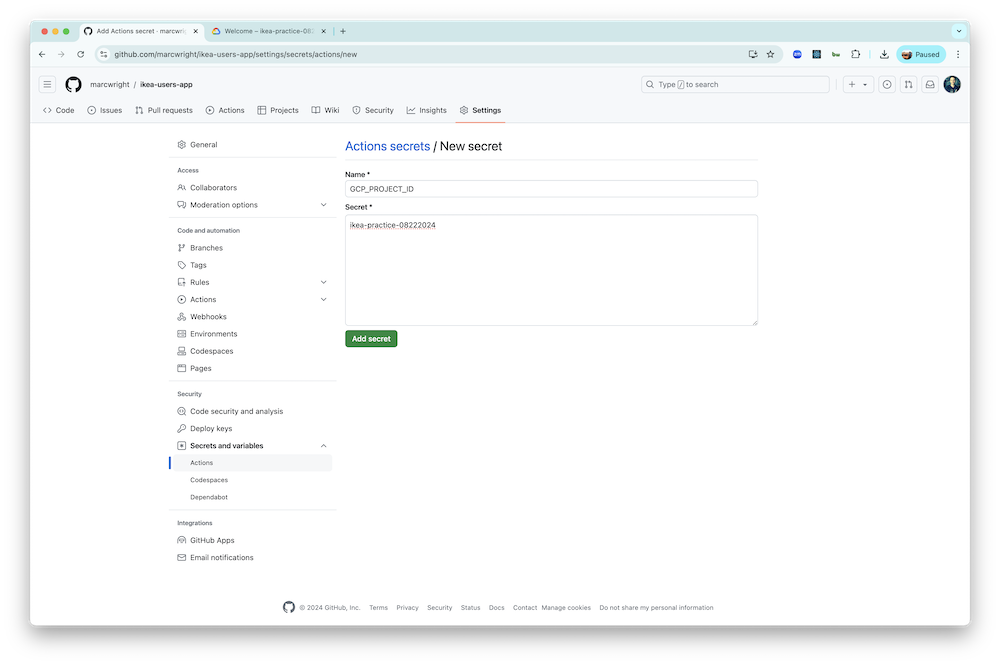 Add Actions secret · marcwri
Welcome – ikea-practice-082
github.com/marcwright/ikea-users-app/settings/secrets/actions/new
Paused
marcwright / ikea-users-app
Type / to search
Code Issues Pull requests Actions Projects Wiki Security Insights Settings
General
Access
Collaborators
Moderation options
Code and automation
Branches
Tags
Rules
Actions
Webhooks
Environments
Codespaces
Pages
Security
Code security and analysis
Deploy keys
Secrets and variables
Actions
Codespaces
Dependabot
Integrations
GitHub Apps
Email notifications
Actions secrets / New secret
Name *
GCP_PROJECT_ID
Secret *
ikea-practice-08222024
Add secret
© 2024 GitHub, Inc. Terms Privacy Security Status Docs Contact Manage cookies Do not share my personal information